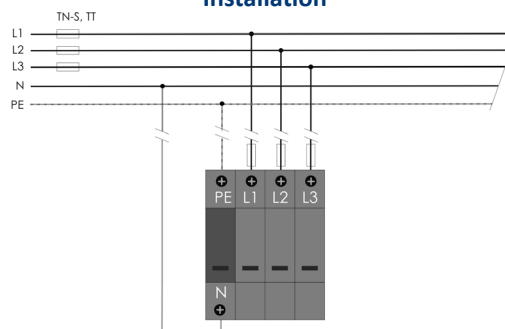 Installation
TN-S, TT
L1
L2
L3
N
PE
PE L1 L2 L3
N